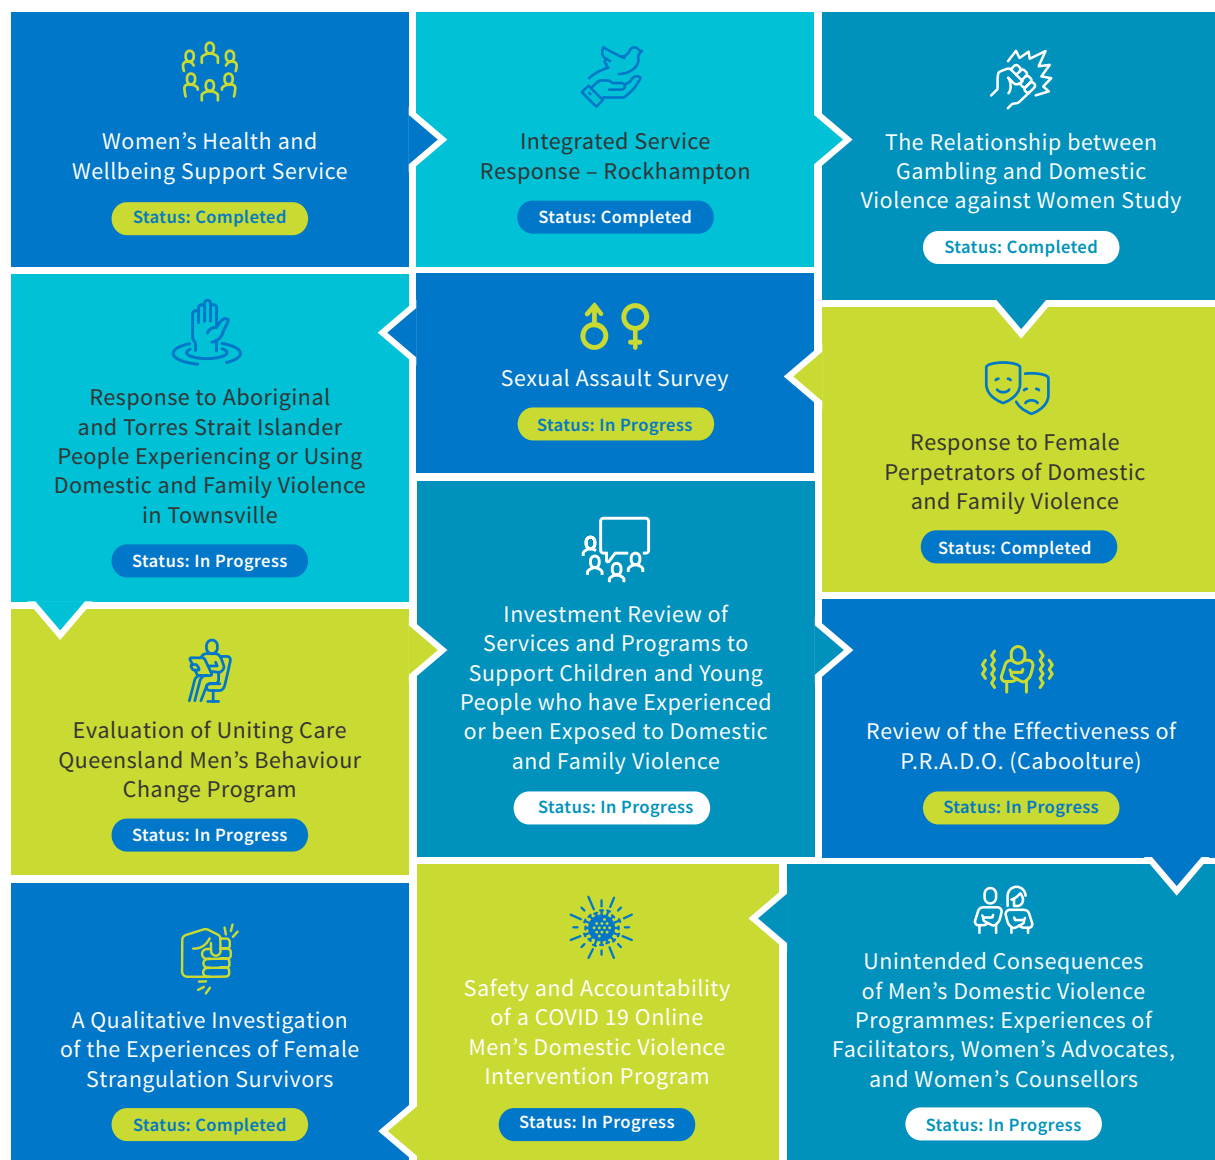 Women's Health and
Wellbeing Support Service
Status: Completed
Integrated Service
Response – Rockhampton
Status: Completed
The Relationship between
Gambling and Domestic
Violence against Women Study
Status: Completed
Response to Female
Perpetrators of Domestic
and Family Violence
Status: Completed
Sexual Assault Survey
Status: In Progress
Response to Aboriginal
and Torres Strait Islander
People Experiencing or Using
Domestic and Family Violence
in Townsville
Status: In Progress
Evaluation of Uniting Care
Queensland Men's Behaviour
Change Program
Status: In Progress
Investment Review of
Services and Programs to
Support Children and Young
People who have Experienced
or been Exposed to Domestic
and Family Violence
Status: In Progress
Review of the Effectiveness of
P.R.A.D.O. (Caboolture)
Status: In Progress
Unintended Consequences
of Men's Domestic Violence
Programmes: Experiences of
Facilitators, Women's Advocates,
and Women's Counsellors
Status: In Progress
Safety and Accountability
of a COVID 19 Online
Men's Domestic Violence
Intervention Program
Status: In Progress
A Qualitative Investigation
of the Experiences of Female
Strangulation Survivors
Status: Completed